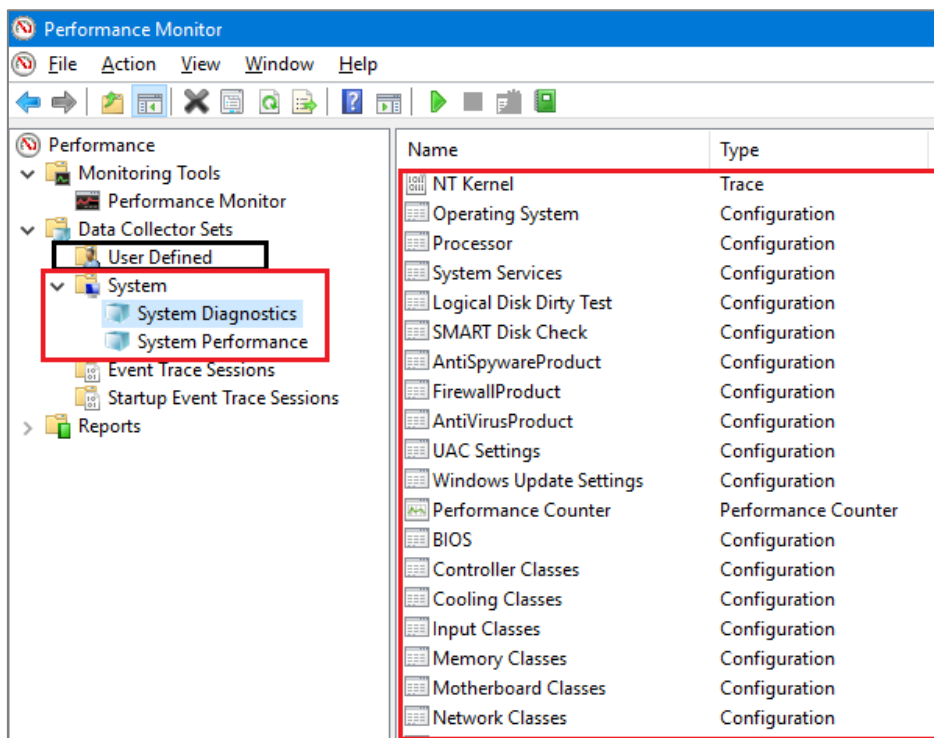 Performance Monitor
File Action View Window Help
Performance
Monitoring Tools
Performance Monitor
Data Collector Sets
User Defined
System
System Diagnostics
System Performance
Event Trace Sessions
Startup Event Trace Sessions
Reports
Name Type
NT Kernel Trace
Operating System Configuration
Processor Configuration
System Services Configuration
Logical Disk Dirty Test Configuration
SMART Disk Check Configuration
AntiSpywareProduct Configuration
FirewallProduct Configuration
AntiVirusProduct Configuration
UAC Settings Configuration
Windows Update Settings Configuration
Performance Counter Performance Counter
BIOS Configuration
Controller Classes Configuration
Cooling Classes Configuration
Input Classes Configuration
Memory Classes Configuration
Motherboard Classes Configuration
Network Classes Configuration